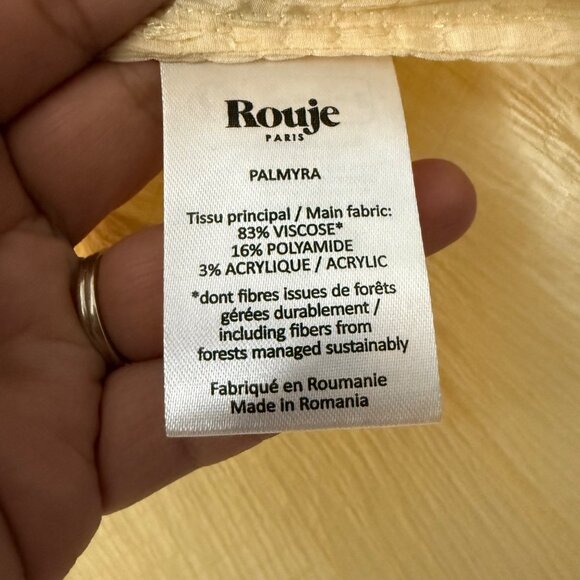 Rouje
PARIS
PALMYRA
Tissu principal / Main fabric:
83% VISCOSE*
16% POLYAMIDE
3% ACRYLIQUE / ACRYLIC
*dont fibres issues de forêts
gérées durablement /
including fibers from
forests managed sustainably
Fabriqué en Roumanie
Made in Romania